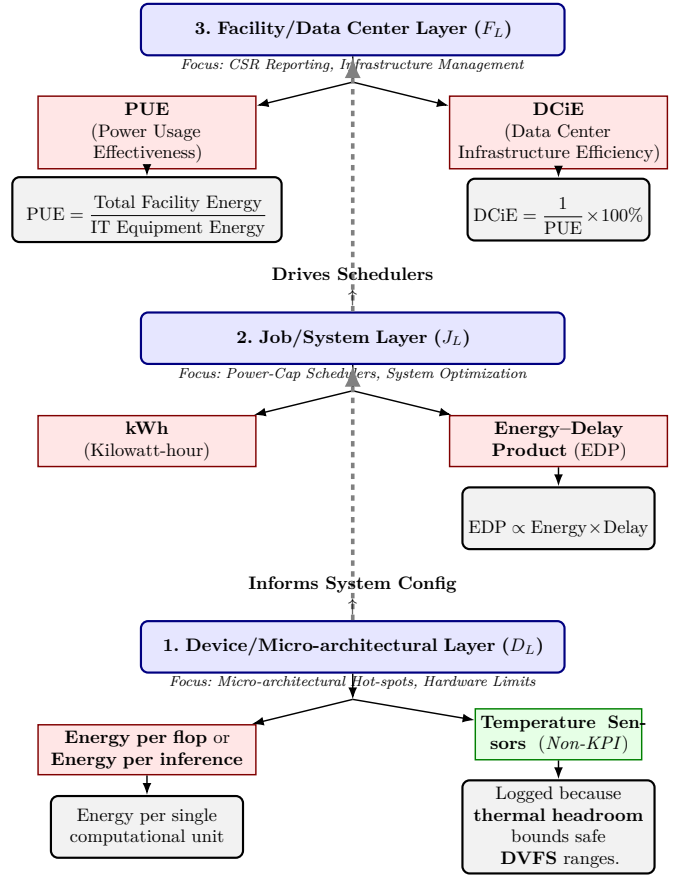 3. Facility/Data Center Layer (F_L)
Focus: CSR Reporting, Infrastructure Management
PUE
(Power Usage
Effectiveness)
DCiE
(Data Center
Infrastructure Efficiency)
PUE = Total Facility Energy / IT Equipment Energy
DCiE = 1 / PUE × 100%
Drives Schedulers
2. Job/System Layer (J_L)
Focus: Power-Cap Schedulers, System Optimization
kWh
(Kilowatt-hour)
Energy–Delay
Product (EDP)
EDP ∝ Energy × Delay
Informs System Config
1. Device/Micro-architectural Layer (D_L)
Focus: Micro-architectural Hot-spots, Hardware Limits
Energy per flop or
Energy per inference
Temperature Sen-
sors (Non-KPI)
Energy per single
computational unit
Logged because
thermal headroom
bounds safe
DVFS ranges.